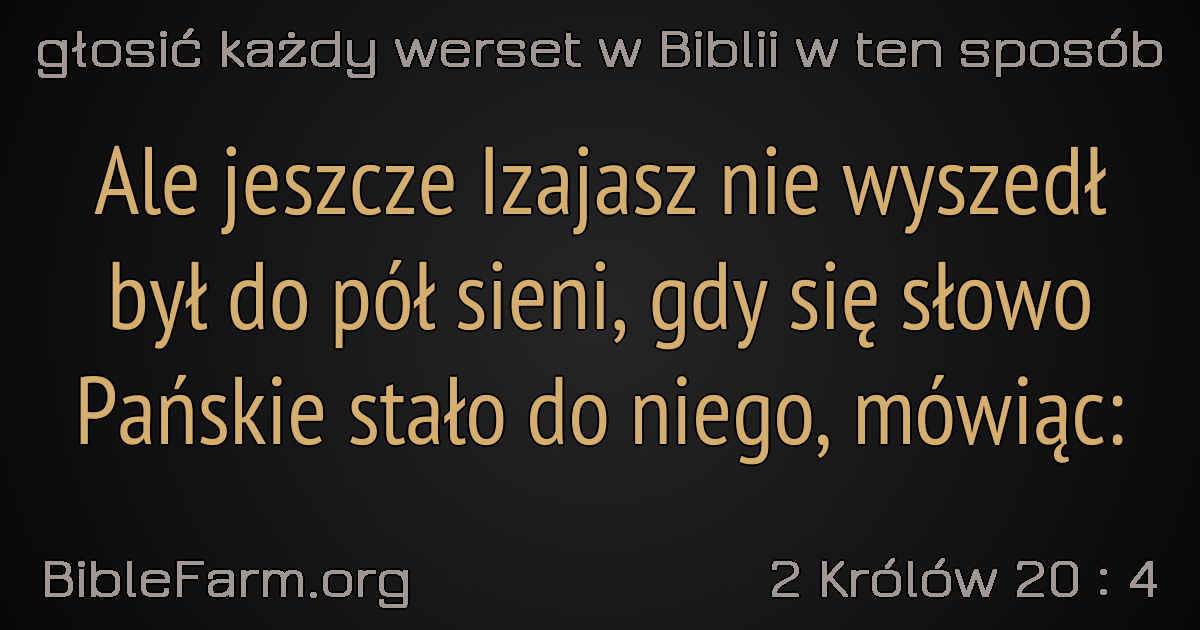 głosić każdy werset w Biblii w ten sposób
Ale jeszcze Izajasz nie wyszedł
był do pół sieni, gdy się słowo
Pańskie stało do niego, mówiąc:
BibleFarm.org
2 Królów 20 : 4